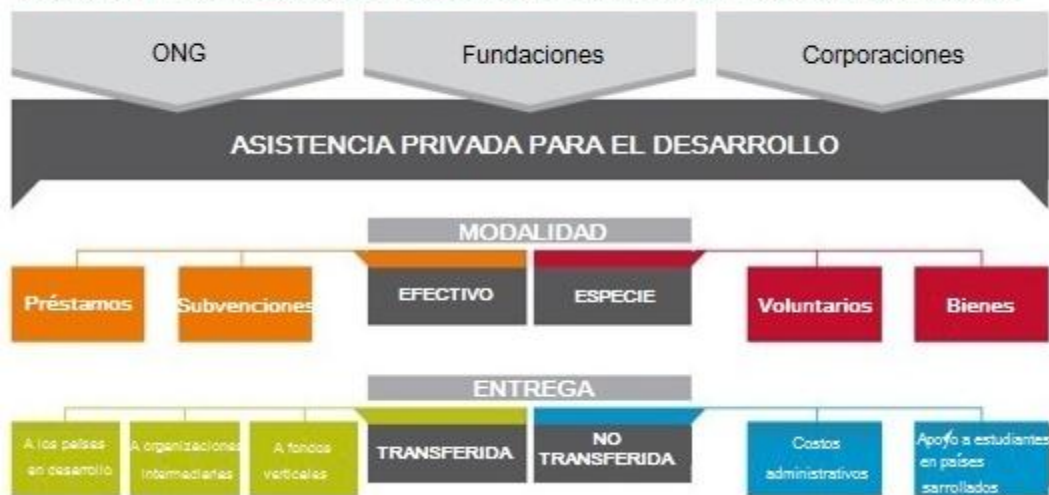 ONG
Fundaciones
Corporaciones
ASISTENCIA PRIVADA PARA EL DESARROLLO
MODALIDAD
Préstamos
Subvenciones
EFECTIVO
ESPECIE
Voluntarios
Bienes
ENTREGA
A los países
en desarrollo
A organizaciones
intermediaries
A fondos
verticales
TRANSFERIDA
NO
TRANSFERIDA
Costos
administrativos
Apoyo a estudiantes
en países
sarrollados